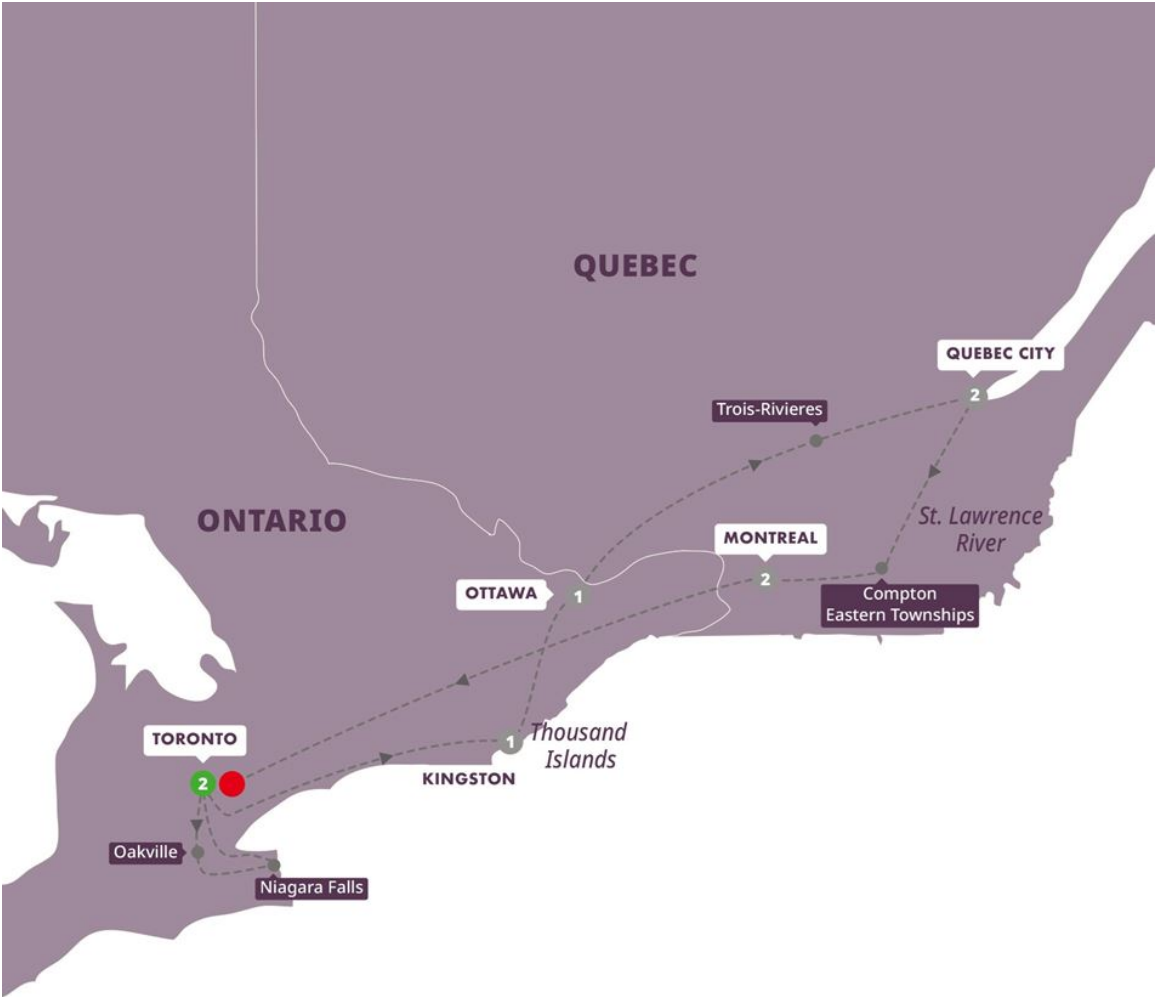 QUEBEC
QUEBEC CITY
2
Trois-Rivieres
ONTARIO
St. Lawrence
River
MONTREAL
2
OTTAWA
1
Compton
Eastern Townships
Thousand
Islands
1
KINGSTON
TORONTO
2
Oakville
Niagara Falls